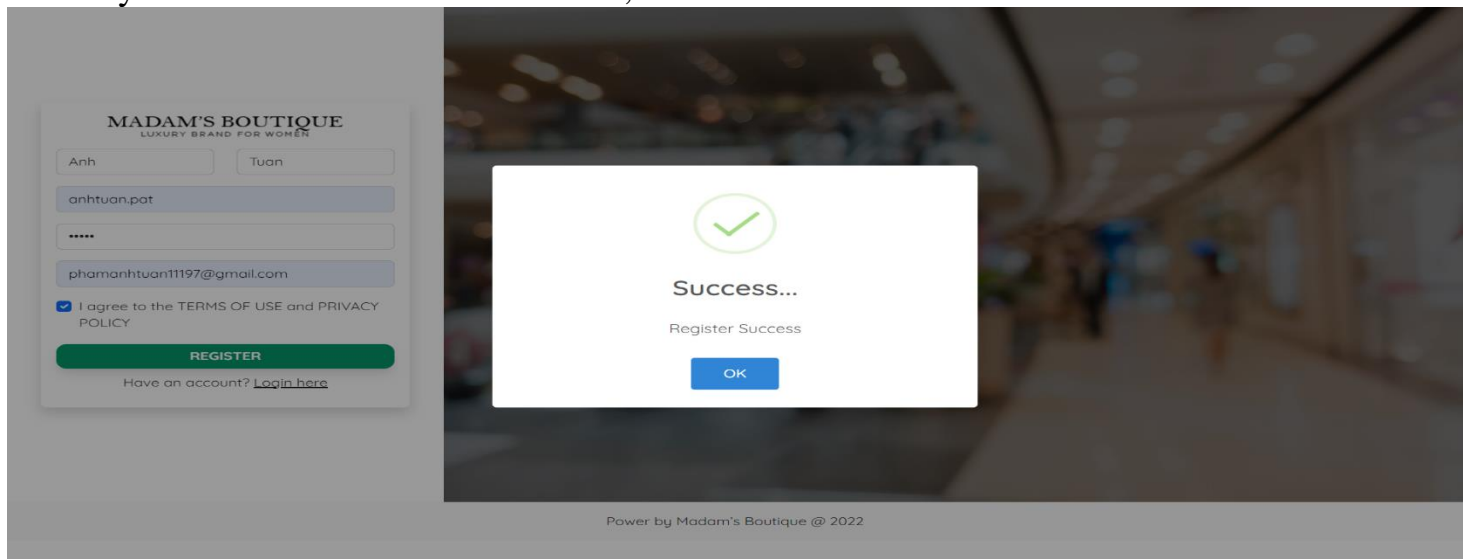 MADAM'S BOUTIQUE
LUXURY BRAND FOR WOMEN
Anh
Tuan
anhtuan.pat
•••••
phamanhtuan11197@gmail.com
I agree to the TERMS OF USE and PRIVACY
POLICY
REGISTER
Have an account? Login here
Success...
Register Success
OK
Power by Madam's Boutique @ 2022